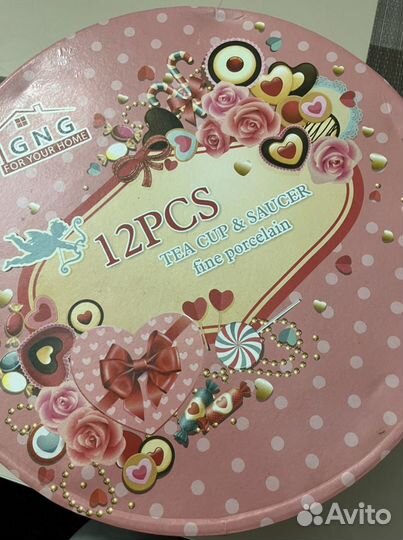 GNG
FOR YOUR HOME
12PCS
TEA CUP & SAUCER
fine porcelain
Avito